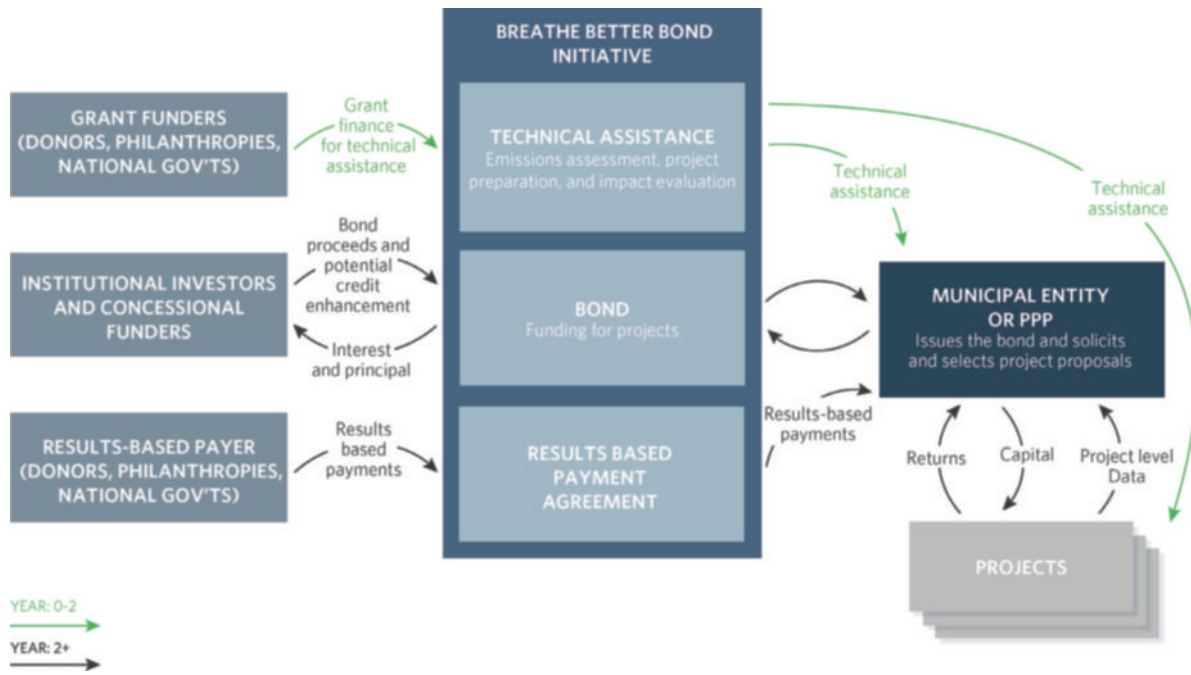 BREATHE BETTER BOND
INITIATIVE
GRANT FUNDERS
(DONORS, PHILANTHROPIES,
NATIONAL GOV'TS)
Grant
finance
for technical
assistance
TECHNICAL ASSISTANCE
Emissions assessment, project
preparation, and impact evaluation
Technical
assistance
Technical
assistance
INSTITUTIONAL INVESTORS
AND CONCESSIONAL
FUNDERS
Bond
proceeds and
potential
credit
enhancement
Interest
and principal
BOND
Funding for projects
MUNICIPAL ENTITY
OR PPP
Issues the bond and solicits
and selects project proposals
RESULTS-BASED PAYER
(DONORS, PHILANTHROPIES,
NATIONAL GOV'TS)
Results
based
payments
RESULTS BASED
PAYMENT
AGREEMENT
Results-based
payments
Returns
Capital
Project level
Data
PROJECTS
YEAR: 0-2
YEAR: 2+